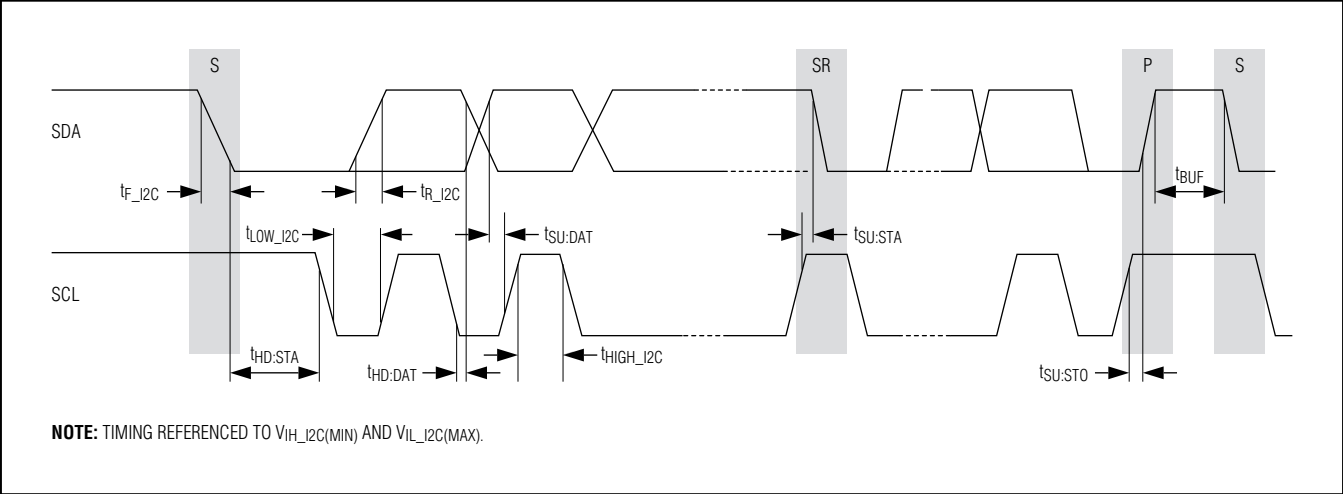 S
SR
P
S
SDA
tBUF
tF_I2C
tR_I2C
tLOW_I2C
tSU:DAT
tSU:STA
SCL
tHD:STA
tHD:DAT
tHIGH_I2C
tSU:STO
NOTE: TIMING REFERENCED TO VIH_I2C(MIN) AND VIL_I2C(MAX).